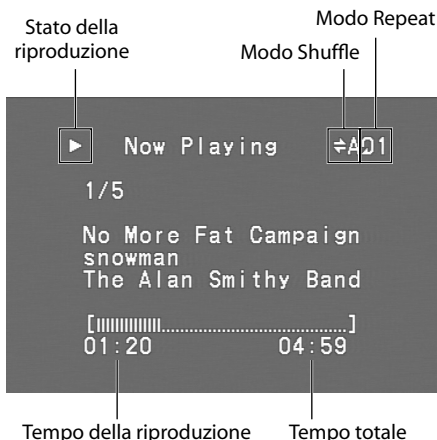 Stato della
riproduzione
Modo Repeat
Modo Shuffle
► Now Playing ⇌A↻1
1/5
No More Fat Campaign
snowman
The Alan Smithy Band
01:20 04:59
Tempo della riproduzione Tempo totale